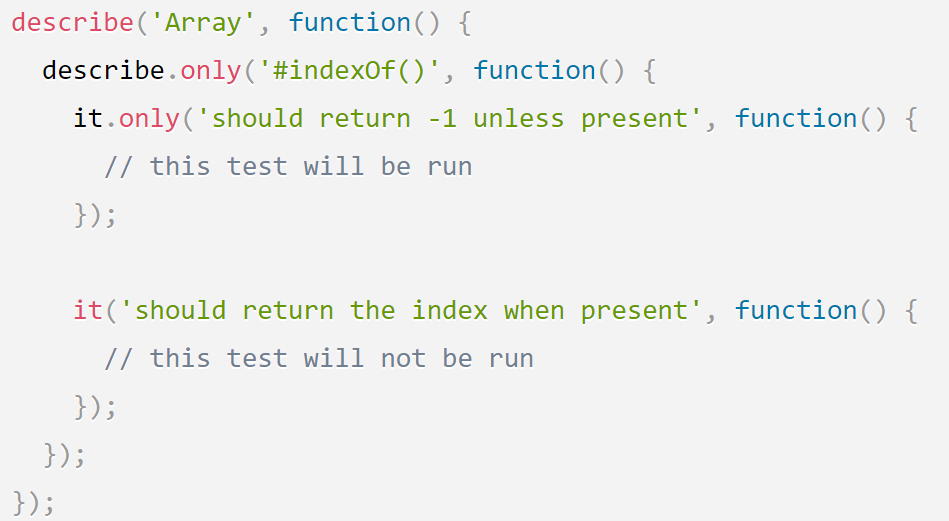 describe('Array', function() {
  describe.only('#indexOf()', function() {
    it.only('should return -1 unless present', function() {
      // this test will be run
    });

    it('should return the index when present', function() {
      // this test will not be run
    });
  });
});